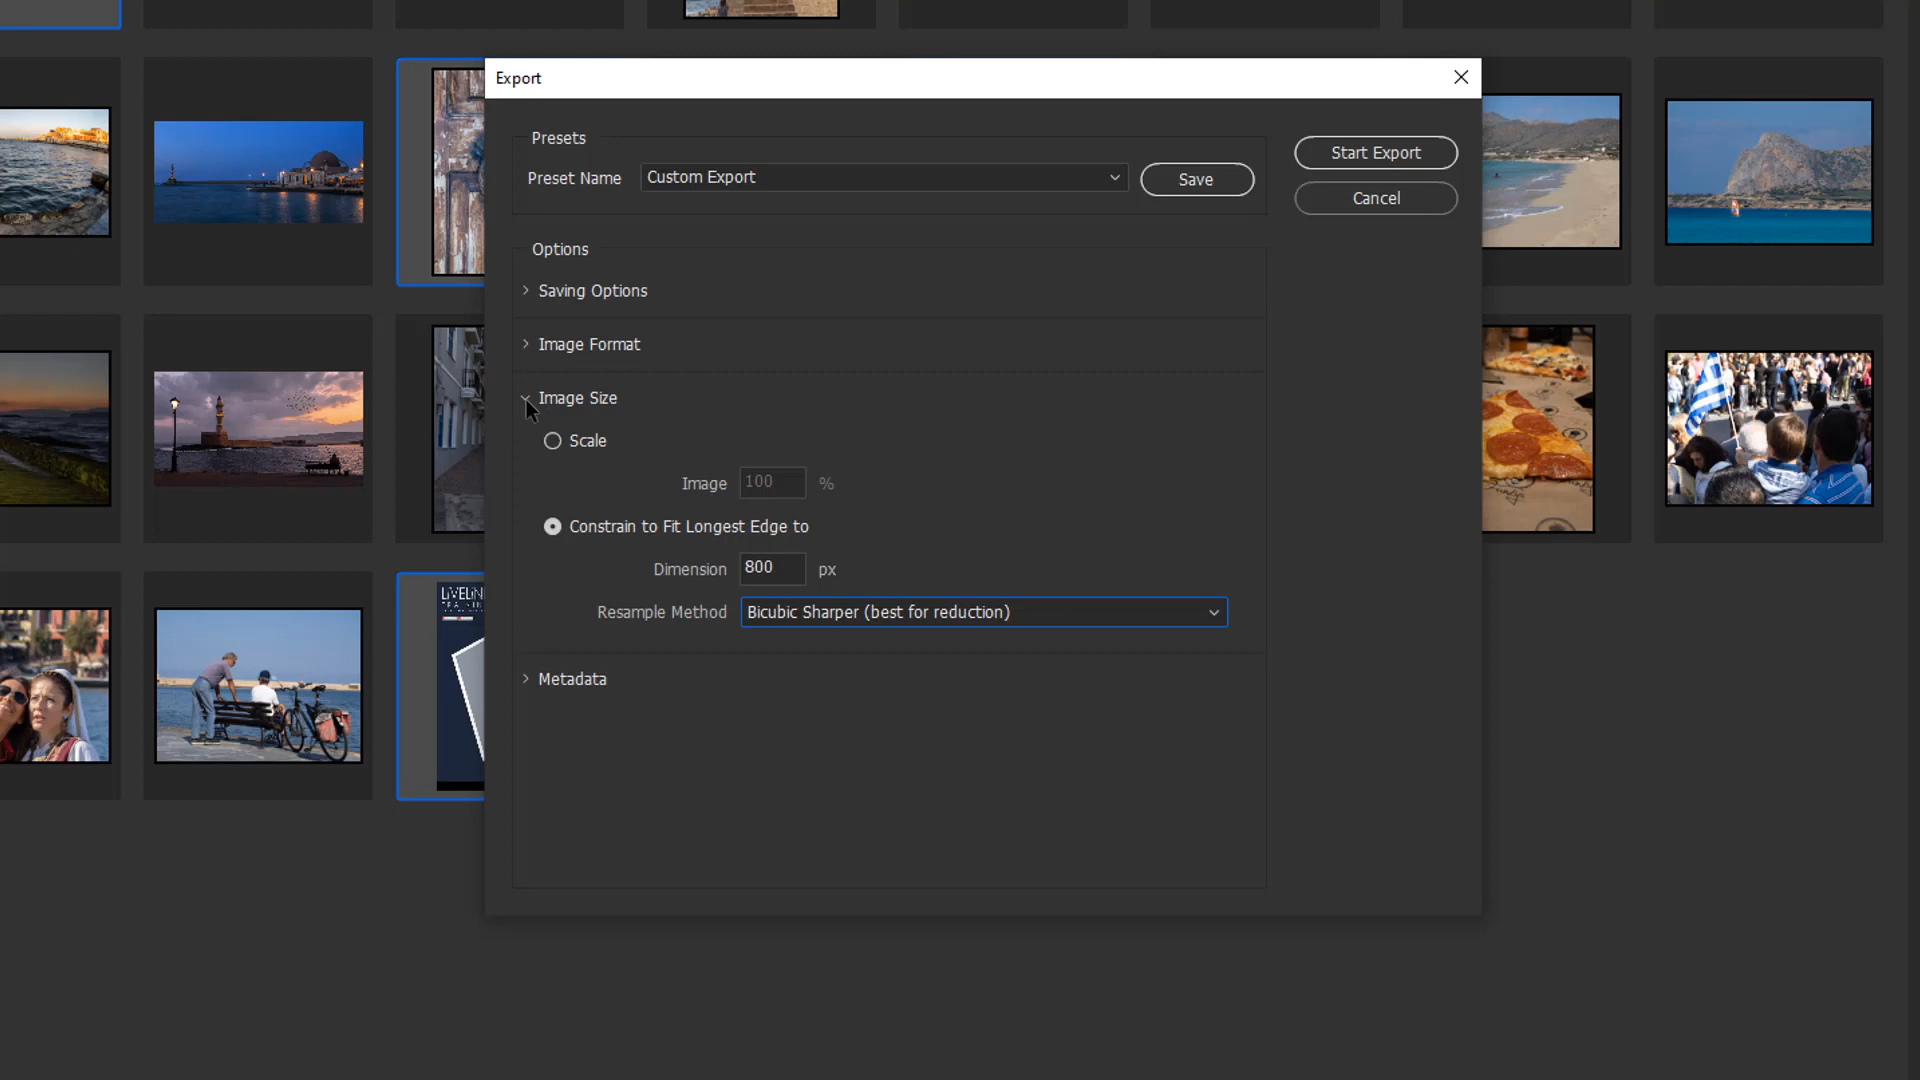 Export
Presets
Preset Name Custom Export Save
Start Export
Cancel
Options
Saving Options
Image Format
Image Size
Scale
Image 100 %
Constrain to Fit Longest Edge to
Dimension 800 px
Resample Method Bicubic Sharper (best for reduction)
Metadata